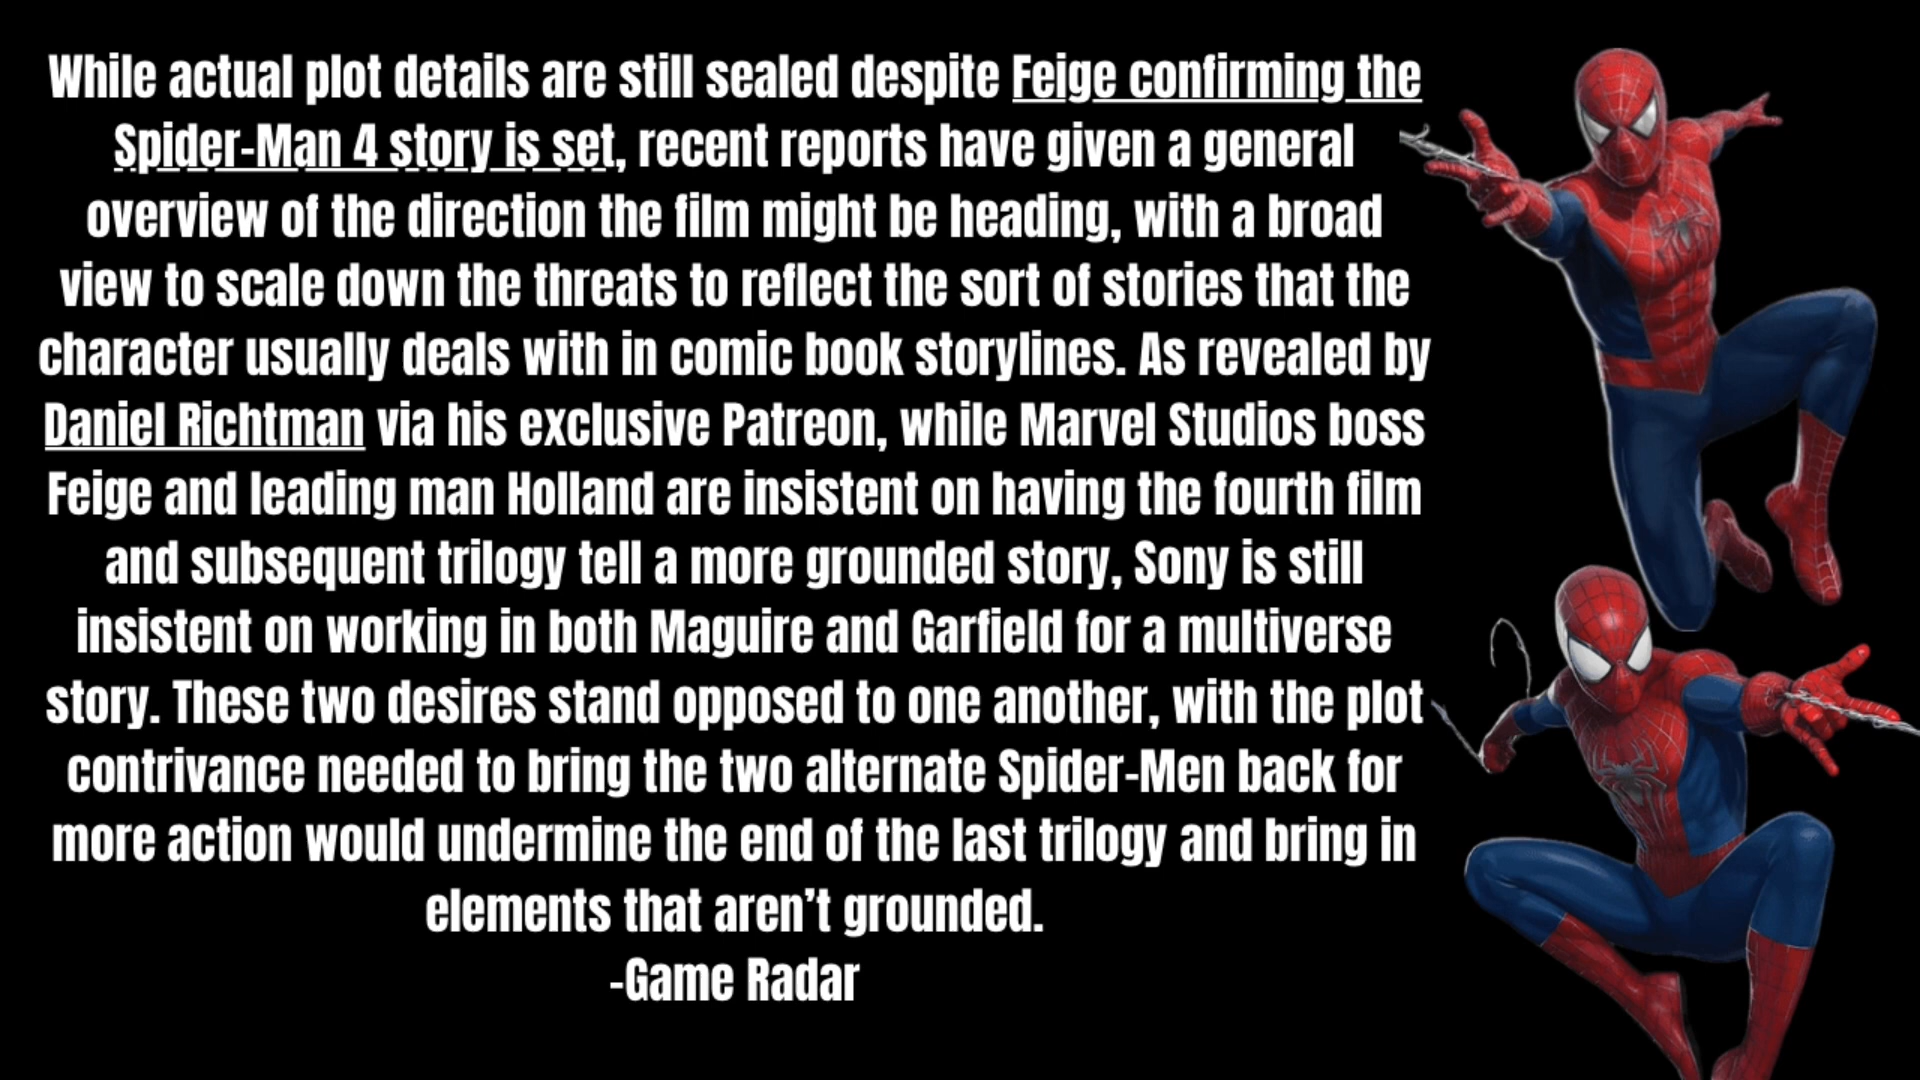 While actual plot details are still sealed despite Feige confirming the
Spider-Man 4 story is set, recent reports have given a general
overview of the direction the film might be heading, with a broad
view to scale down the threats to reflect the sort of stories that the
character usually deals with in comic book storylines. As revealed by
Daniel Richtman via his exclusive Patreon, while Marvel Studios boss
Feige and leading man Holland are insistent on having the fourth film
and subsequent trilogy tell a more grounded story, Sony is still
insistent on working in both Maguire and Garfield for a multiverse
story. These two desires stand opposed to one another, with the plot
contrivance needed to bring the two alternate Spider-Men back for
more action would undermine the end of the last trilogy and bring in
elements that aren’t grounded.
-Game Radar